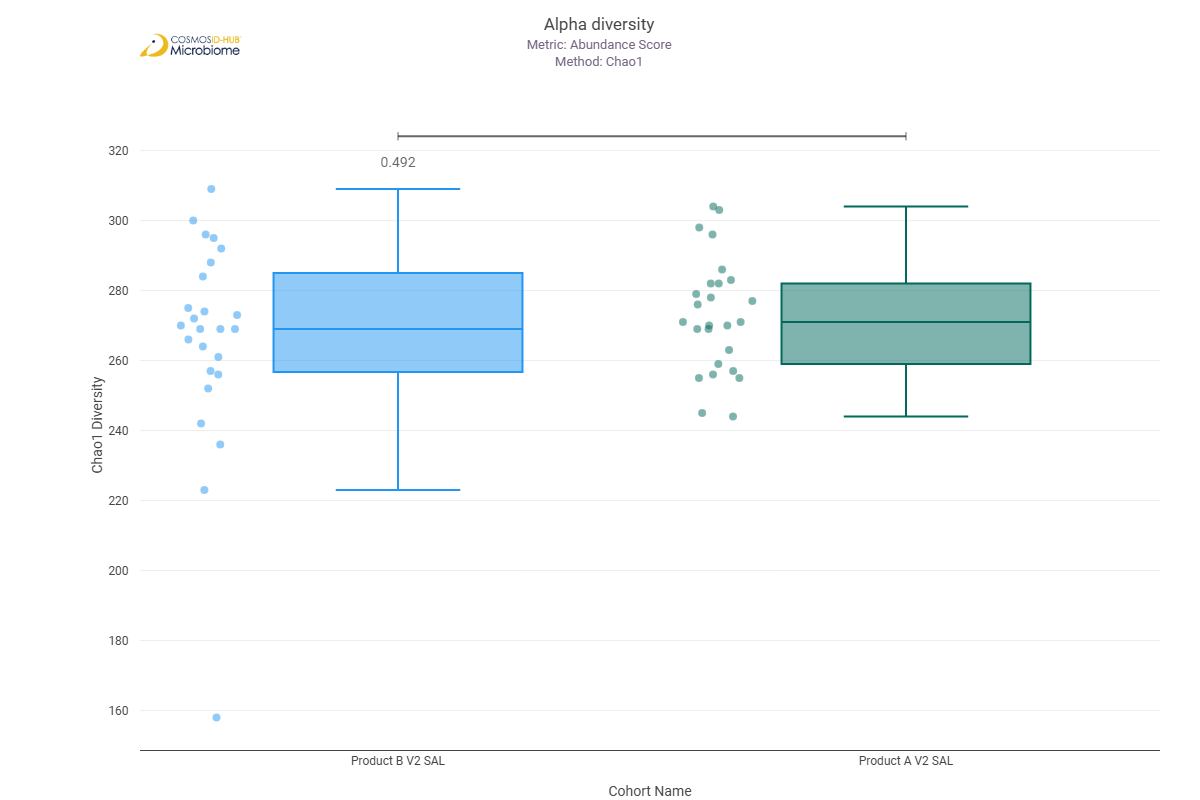 Alpha diversity
Metric: Abundance Score
Method: Chao1
COSMOSID-HUB
Microbiome
320
0.492
300
280
260
240
220
200
180
160
Chao1 Diversity
Product B V2 SAL
Product A V2 SAL
Cohort Name